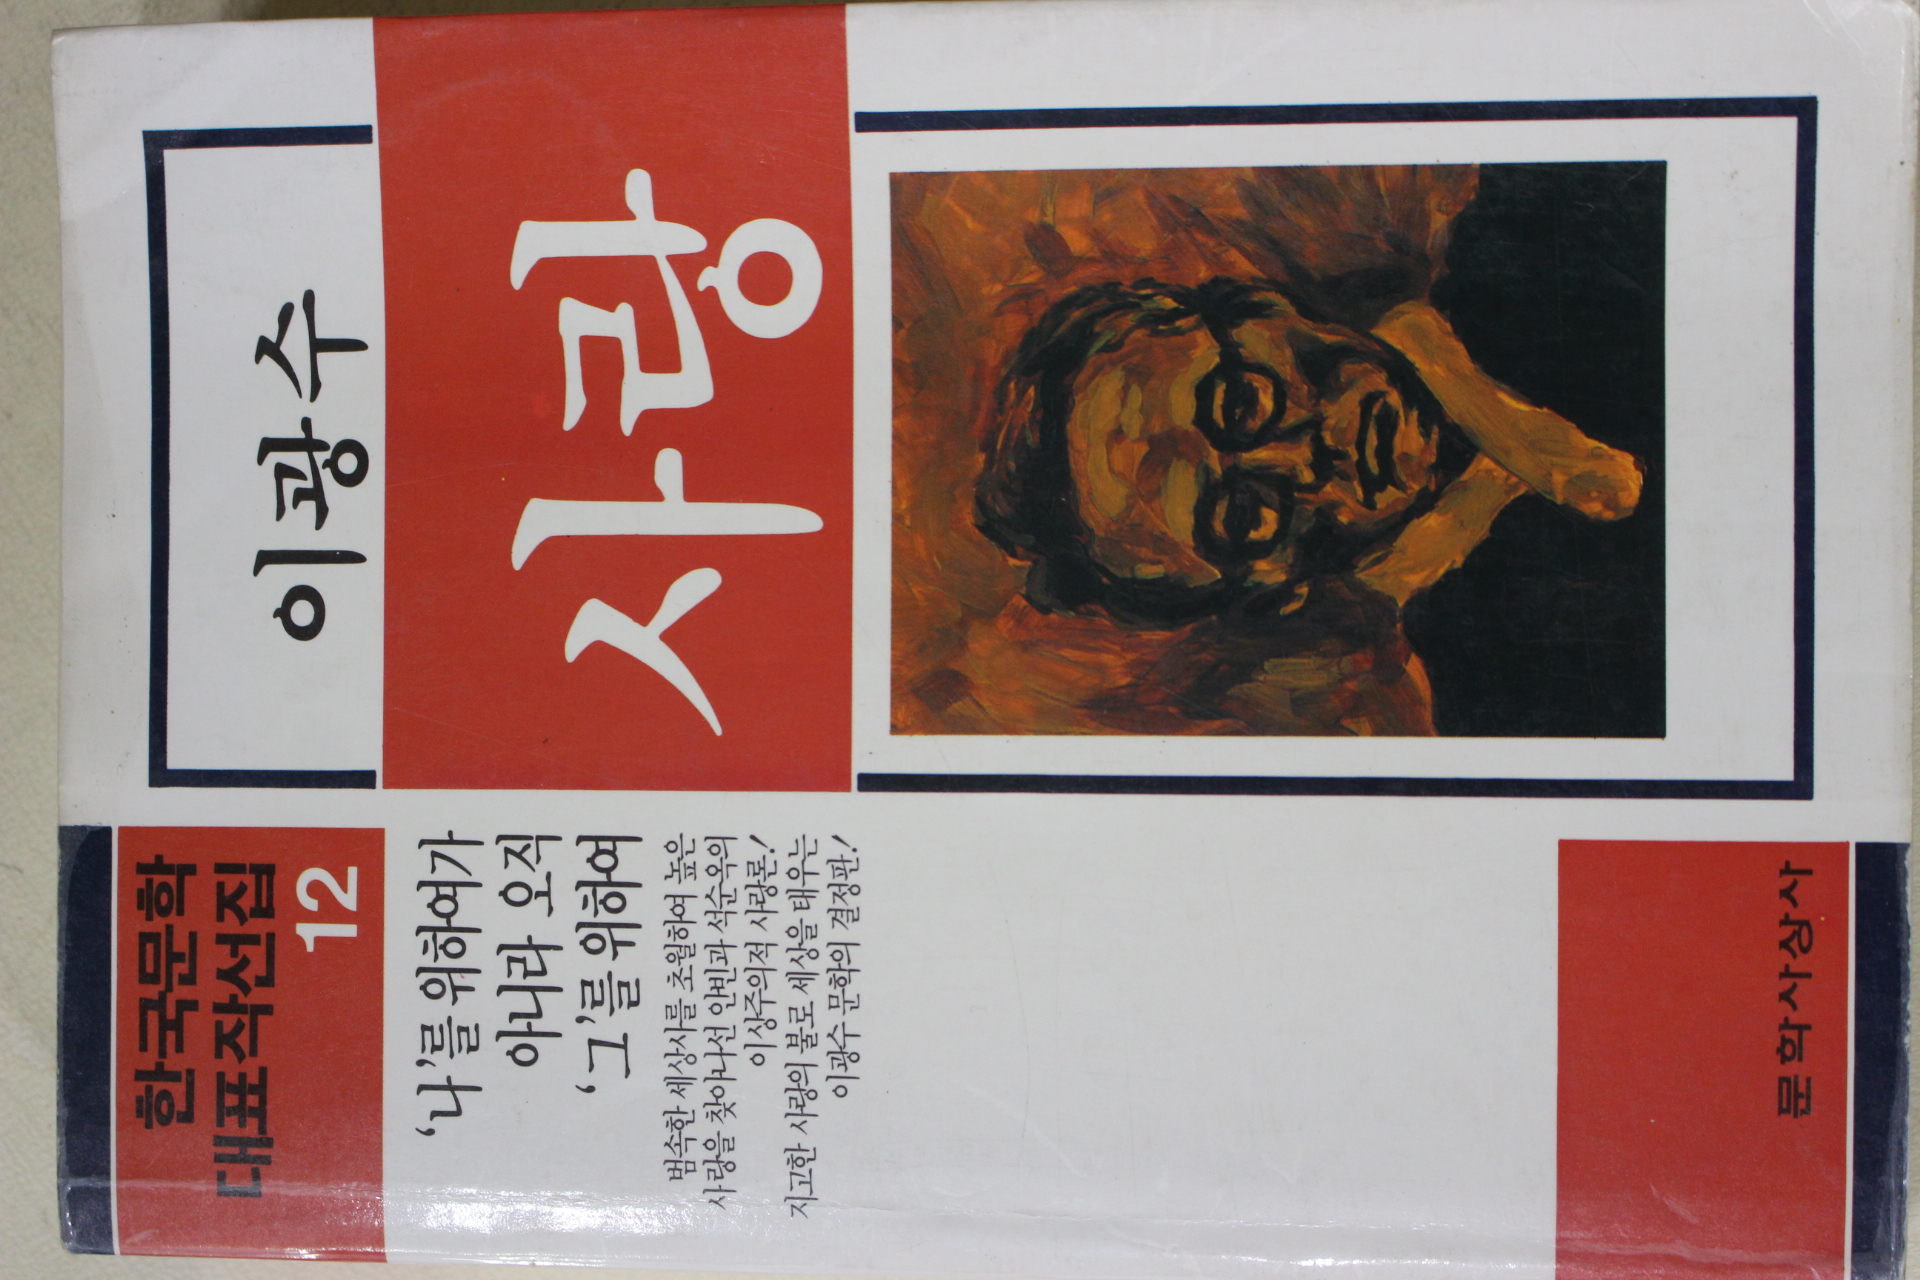 한국문학
대표작선집
12
이광수
사랑
‘나’를 위하여가
아니라 오직
‘그’를 위하여
범속한 세상사를 초월하여 높은
사랑을 찾아나선 안빈과 석순옥의
이상주의적 사랑론!
지고한 사랑의 불로 세상을 태우는
이광수 문학의 결정판!
문학사상사